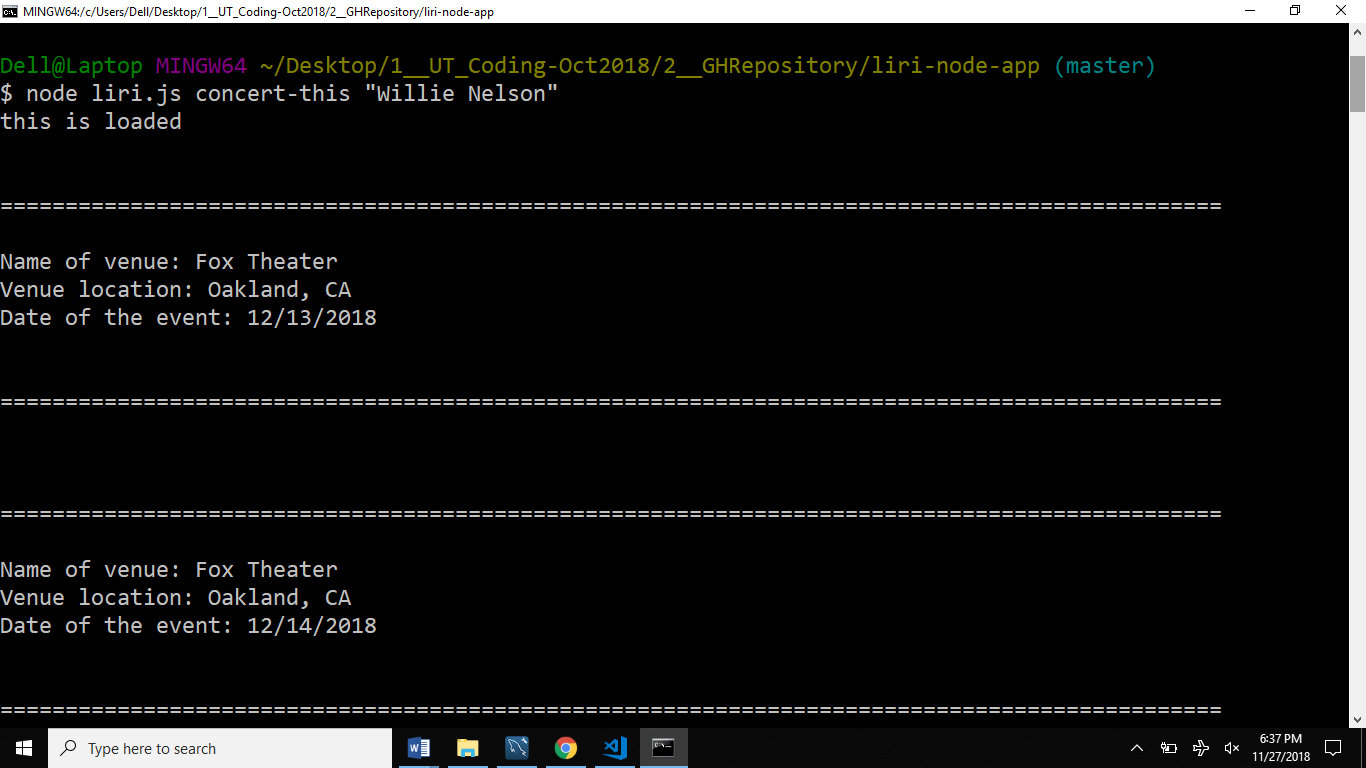 MINGW64:/c/Users/Dell/Desktop/1__UT_Coding-Oct2018/2__GHRepository/liri-node-app
Dell@Laptop MINGW64 ~/Desktop/1__UT_Coding-Oct2018/2__GHRepository/liri-node-app (master)
$ node liri.js concert-this "Willie Nelson"
this is loaded
==============================================================================================
Name of venue: Fox Theater
Venue location: Oakland, CA
Date of the event: 12/13/2018
==============================================================================================
==============================================================================================
Name of venue: Fox Theater
Venue location: Oakland, CA
Date of the event: 12/14/2018
==============================================================================================
Type here to search
6:37 PM
11/27/2018